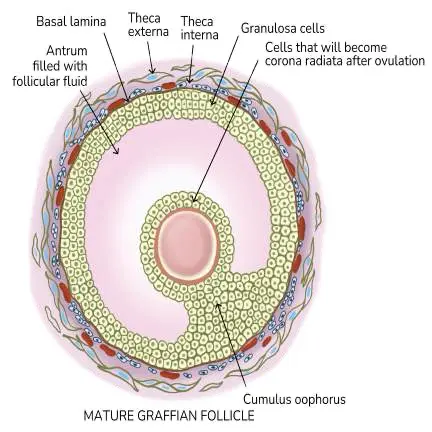 Basal lamina
Theca
externa
Theca
interna
Granulosa cells
Cells that will become
corona radiata after ovulation
Antrum
filled with
follicular fluid
Cumulus oophorus
MATURE GRAFFIAN FOLLICLE